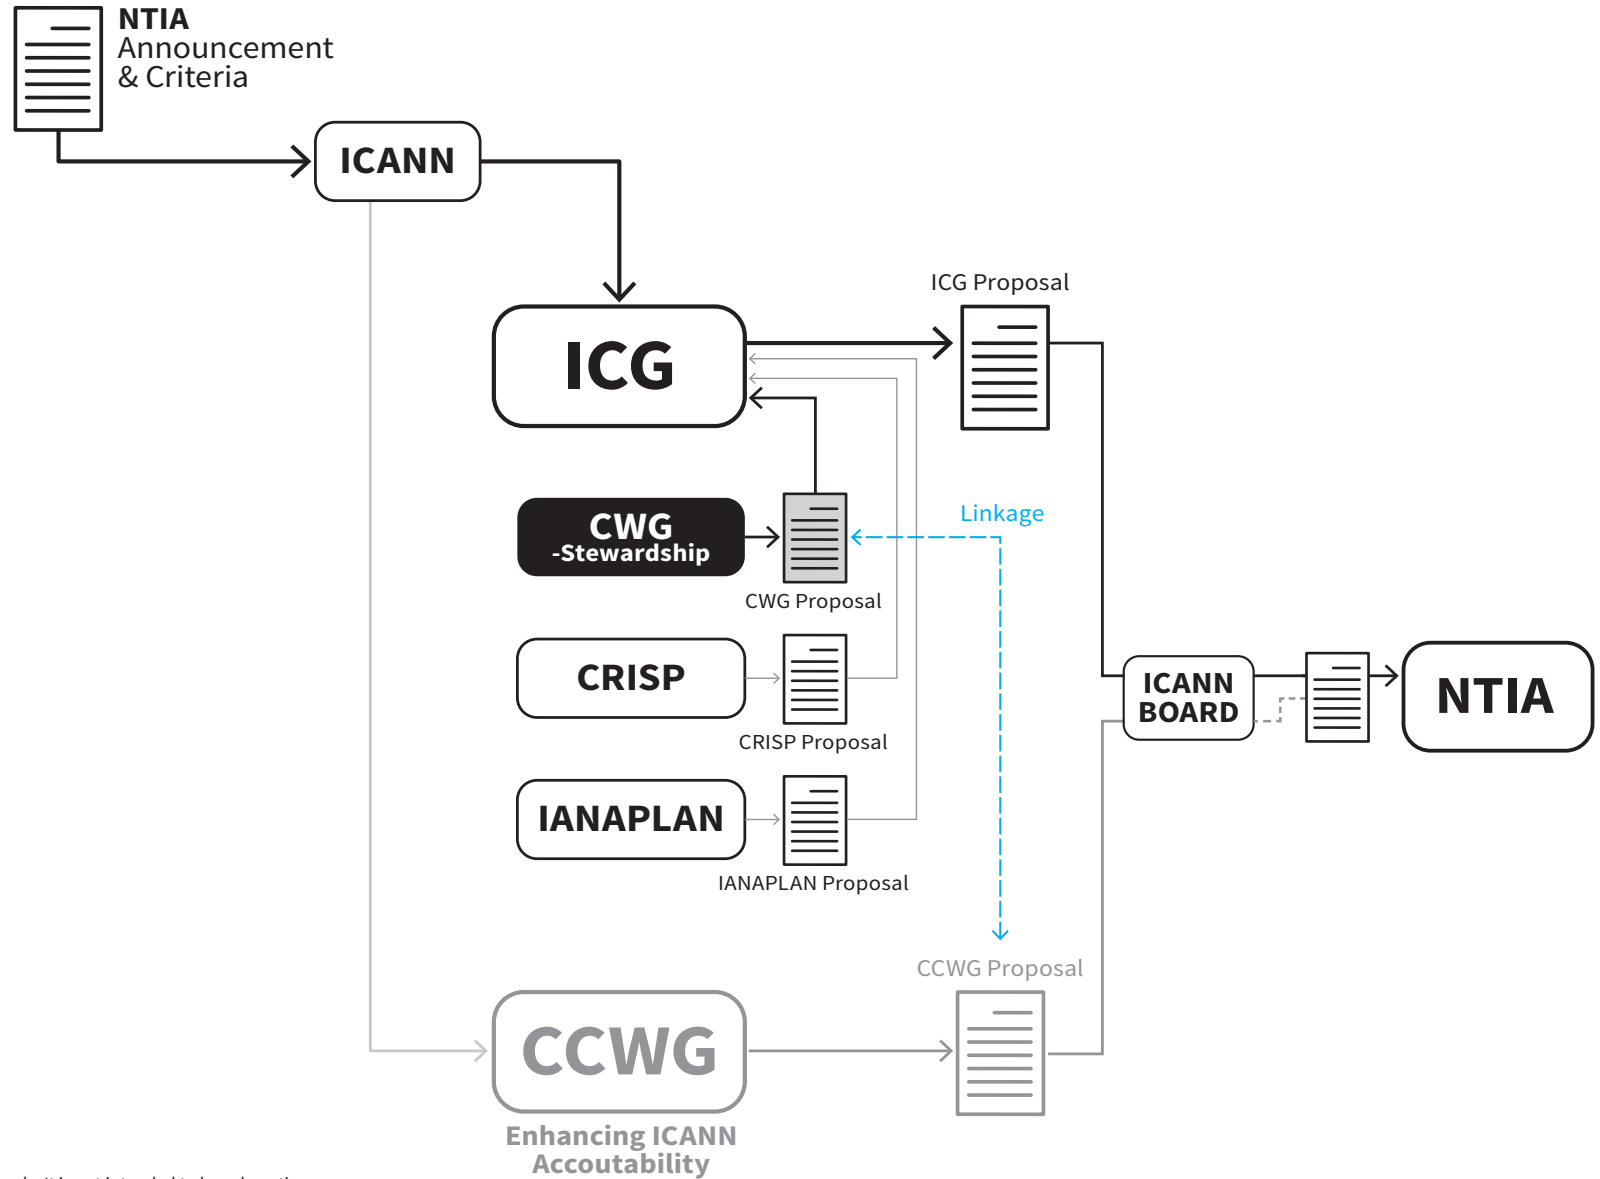 NTIA
Announcement
& Criteria
ICANN
ICG Proposal
ICG
Linkage
CWG
-Stewardship
CWG Proposal
CRISP
CRISP Proposal
ICANN
BOARD
NTIA
IANAPLAN
IANAPLAN Proposal
CCWG Proposal
CCWG
Enhancing ICANN
Accoutability